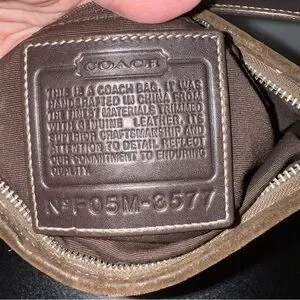 COACH
THIS IS A COACH BAG. IT WAS
HANDCRAFTED IN CHINA FROM
THE FINEST MATERIALS TRIMMED
WITH GENUINE LEATHER. ITS
SUPERIOR CRAFTSMANSHIP AND
ATTENTION TO DETAIL REFLECT
OUR COMMITMENT TO ENDURING
QUALITY.
Nº F05M-3577